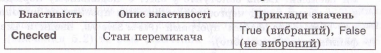 Властивість Опис властивості Приклади значень
Checked Стан перемикача True (вибраний), False
(не вибраний)